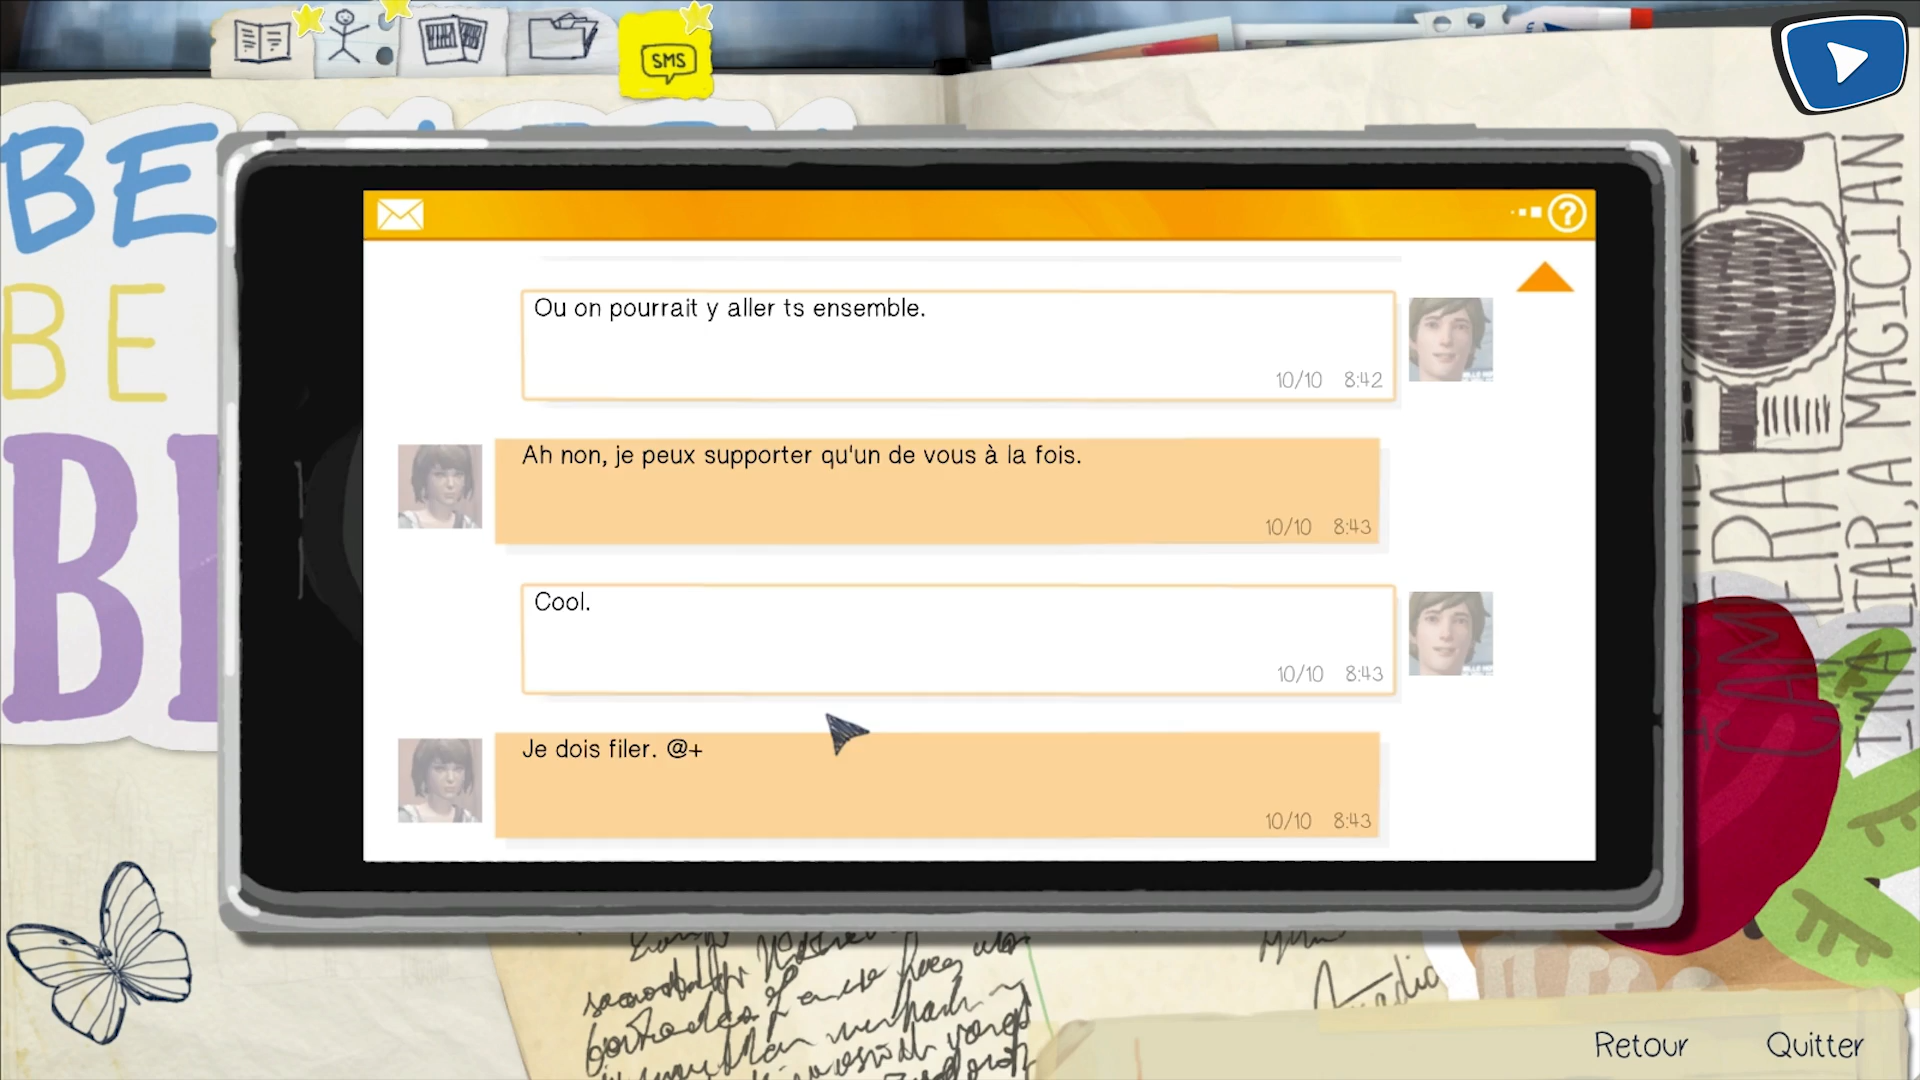 SMS
BE
BE
Ou on pourrait y aller ts ensemble.
10/10 8:42
Ah non, je peux supporter qu'un de vous à la fois.
10/10 8:43
Cool.
10/10 8:43
Je dois filer. @+
10/10 8:43
CAMERA
LIAR, A MAGICIAN
Retour Quitter